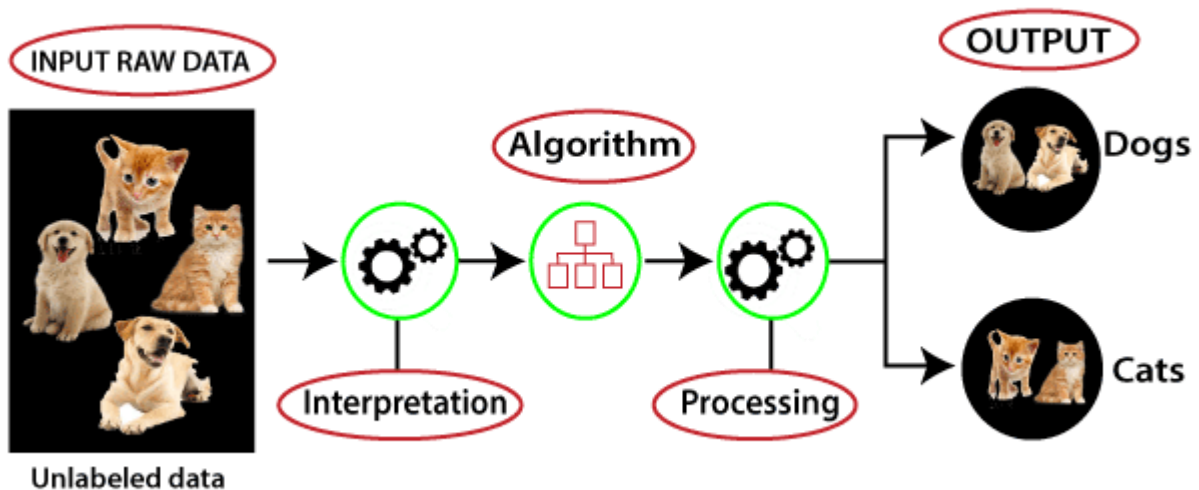 INPUT RAW DATA
Unlabeled data
Interpretation
Algorithm
Processing
OUTPUT
Dogs
Cats